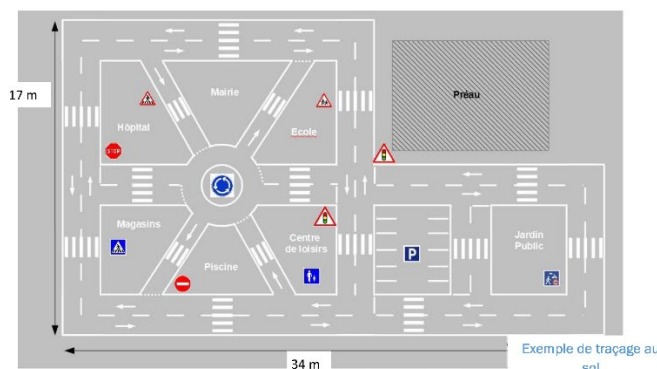 17 m
Préau
Mairie
Hôpital
Ecole
STOP
Magasins
Centre
de loisirs
Piscine
P
Jardin
Public
34 m
Exemple de traçage au
sol